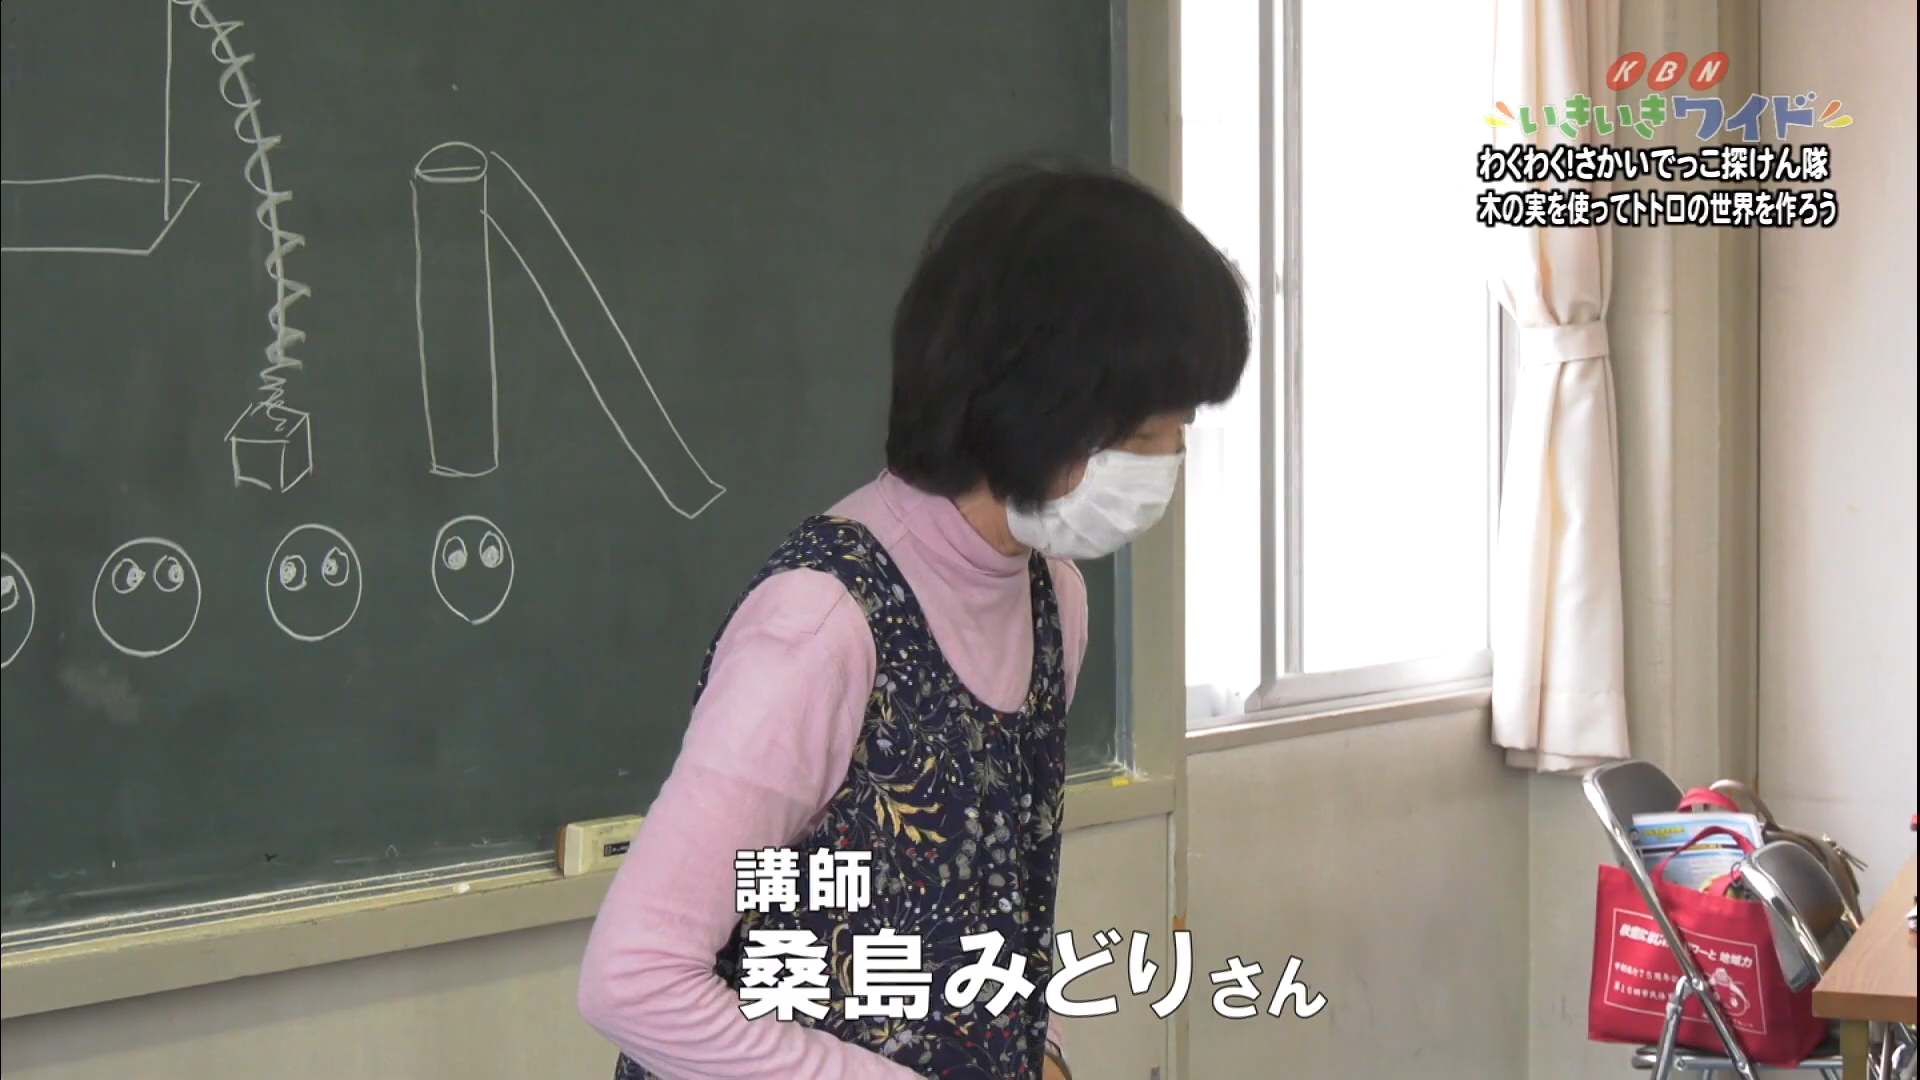 KBN
いきいきワイド
わくわく!さかいでっこ探けん隊
木の実を使ってトトロの世界を作ろう
講師
桑島みどりさん